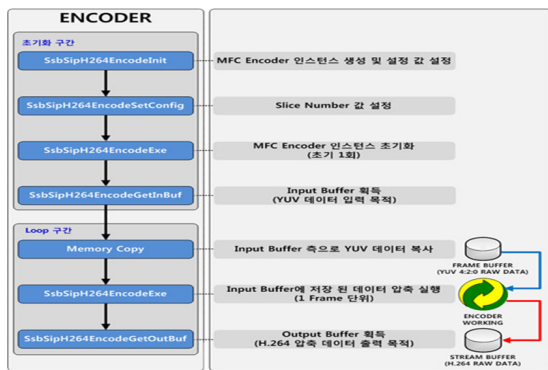 ENCODER
초기화 구간
SsbSipH264EncodeInit
MFC Encoder 인스턴스 생성 및 설정 값 설정
SsbSipH264EncodeSetConfig
Slice Number 값 설정
SsbSipH264EncodeExe
MFC Encoder 인스턴스 초기화
(초기 1회)
SsbSipH264EncodeGetInBuf
Input Buffer 획득
(YUV 데이터 입력 목적)
Loop 구간
Memory Copy
Input Buffer 측으로 YUV 데이터 복사
FRAME BUFFER
(YUV 4:2:0 RAW DATA)
SsbSipH264EncodeExe
Input Buffer에 저장 된 데이터 압축 실행
(1 Frame 단위)
ENCODER
WORKING
SsbSipH264EncodeGetOutBuf
Output Buffer 획득
(H.264 압축 데이터 출력 목적)
STREAM BUFFER
(H.264 RAW DATA)